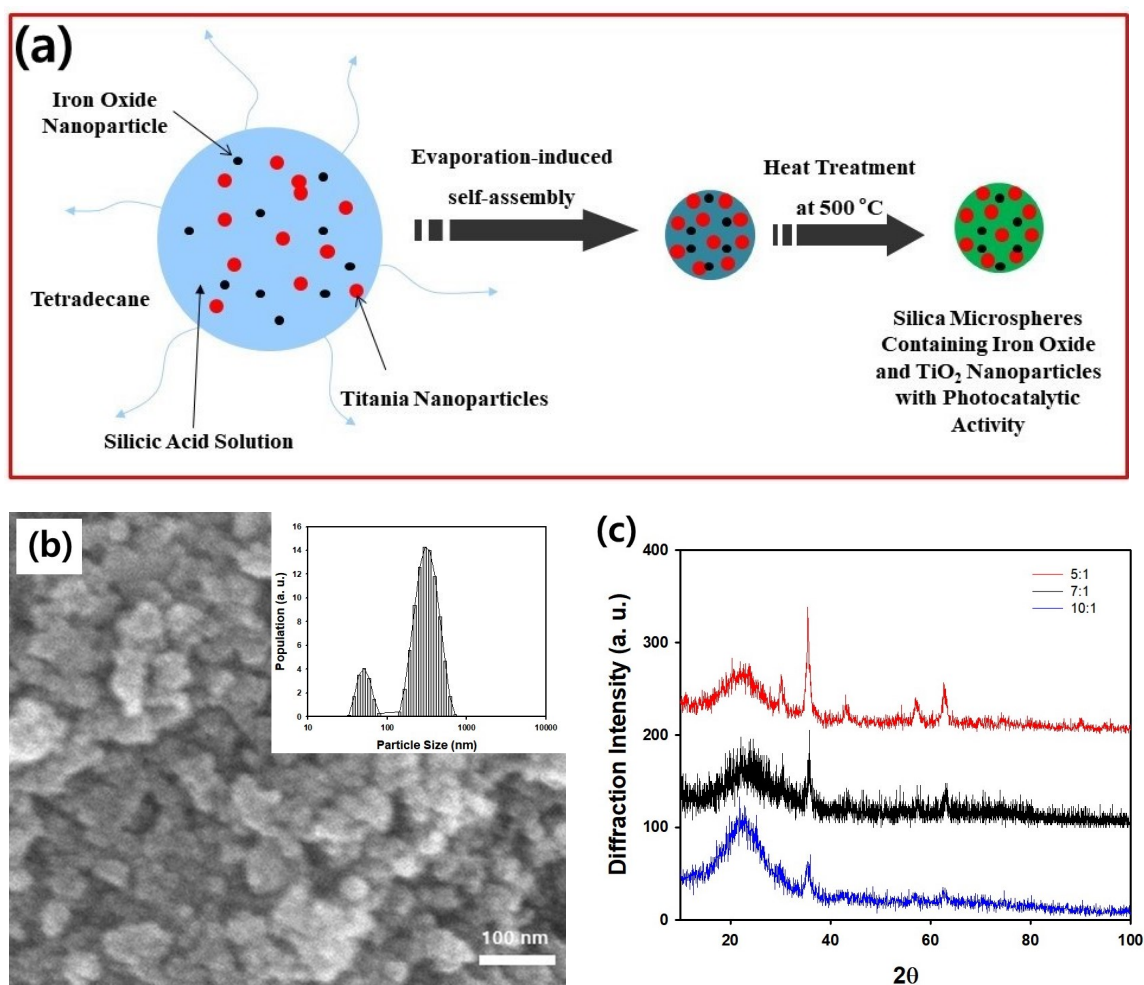 (a)
Iron Oxide
Nanoparticle
Tetradecane
Silicic Acid Solution
Titania Nanoparticles
Evaporation-induced
self-assembly
Heat Treatment
at 500 °C
Silica Microspheres
Containing Iron Oxide
and TiO₂ Nanoparticles
with Photocatalytic
Activity
(b)
Population (a. u.)
16
14
12
10
8
6
4
2
0
10
100
1000
10000
Particle Size (nm)
100 nm
(c)
Diffraction Intensity (a. u.)
400
300
200
100
0
5:1
7:1
10:1
20
40
60
80
100
2θ